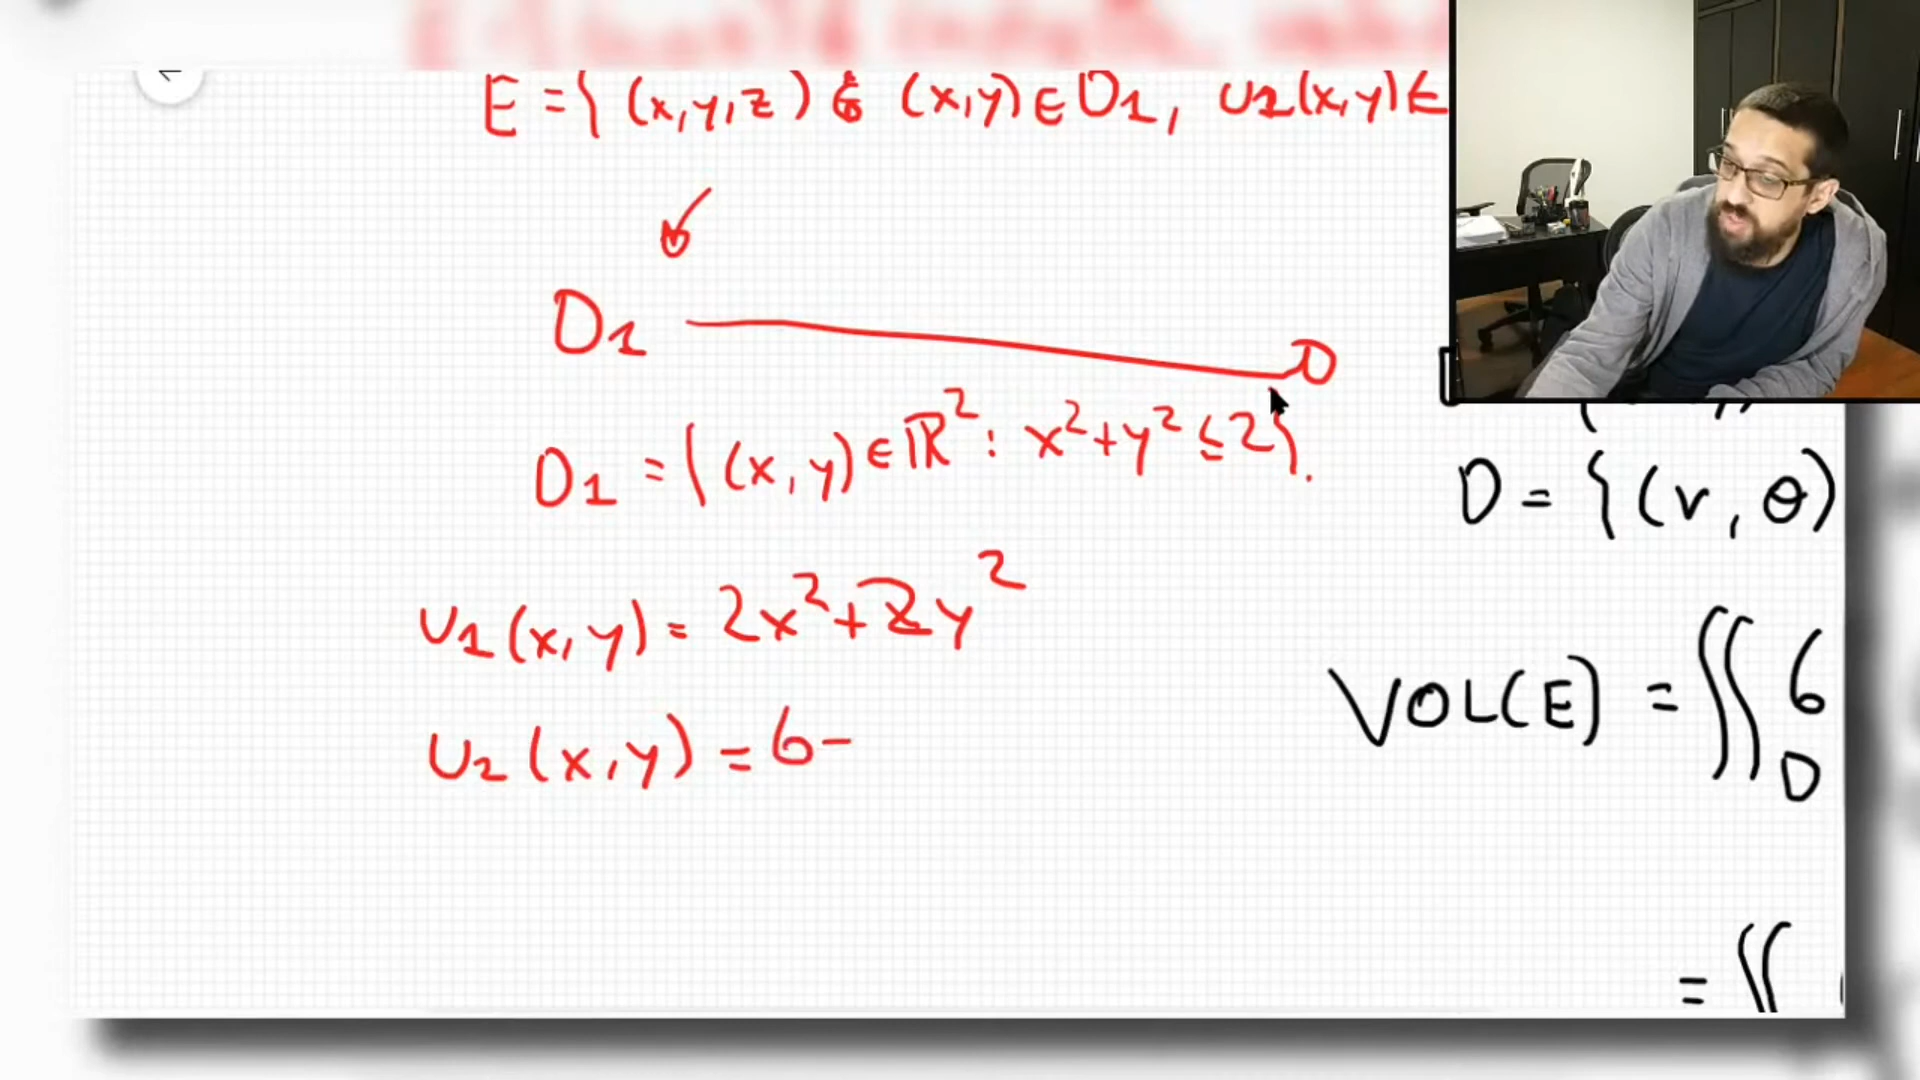 E = { (x,y,z) : (x,y) ∈ D1, U1(x,y) ≤
D1
D
D1 = { (x,y) ∈ ℝ² : x²+y² ≤ 2}.
U1(x,y) = 2x²+2y²
U2(x,y) = 6-
D = {(r,θ)
VOL(E) = ∬ 6
D
= ∬